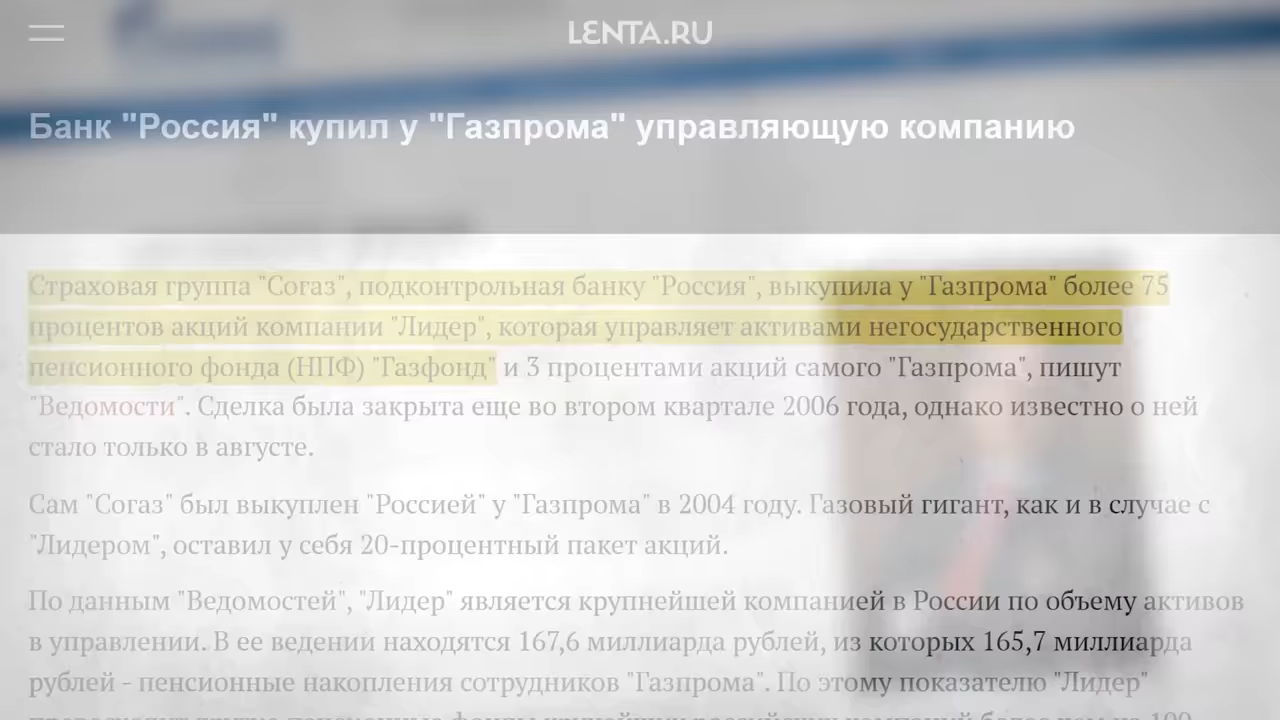 LENTA.RU
Банк "Россия" купил у "Газпрома" управляющую компанию
Страховая группа "Согаз", подконтрольная банку "Россия", выкупила у "Газпрома" более 75
процентов акций компании "Лидер", которая управляет активами негосударственного
пенсионного фонда (НПФ) "Газфонд" и 3 процентами акций самого "Газпрома", пишут
"Ведомости". Сделка была закрыта еще во втором квартале 2006 года, однако известно о ней
стало только в августе.
Сам "Согаз" был выкуплен "Россией" у "Газпрома" в 2004 году. Газовый гигант, как и в случае с
"Лидером", оставил у себя 20-процентный пакет акций.
По данным "Ведомостей", "Лидер" является крупнейшей компанией в России по объему активов
в управлении. В ее ведении находятся 167,6 миллиарда рублей, из которых 165,7 миллиарда
рублей - пенсионные накопления сотрудников "Газпрома". По этому показателю "Лидер"